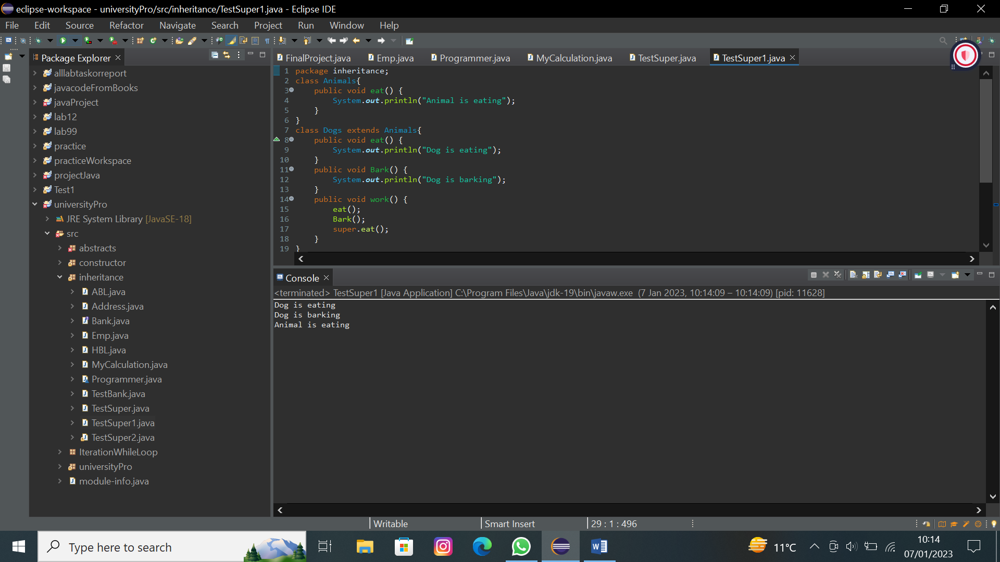 eclipse-workspace - universityPro/src/inheritance/TestSuper1.java - Eclipse IDE
File Edit Source Refactor Navigate Search Project Run Window Help
Package Explorer
alllabtaskorreport
javacodeFromBooks
javaProject
lab12
lab99
practice
practiceWorkspace
projectJava
Test1
universityPro
JRE System Library [JavaSE-18]
src
abstracts
constructor
inheritance
ABL.java
Address.java
Bank.java
Emp.java
HBL.java
MyCalculation.java
Programmer.java
TestBank.java
TestSuper.java
TestSuper1.java
TestSuper2.java
IterationWhileLoop
universityPro
module-info.java
FinalProject.java Emp.java Programmer.java MyCalculation.java TestSuper.java TestSuper1.java
1 package inheritance;
2 class Animals{
3 public void eat() {
4 System.out.println("Animal is eating");
5 }
6 }
7 class Dogs extends Animals{
8 public void eat() {
9 System.out.println("Dog is eating");
10 }
11 public void Bark() {
12 System.out.println("Dog is barking");
13 }
14 public void work() {
15 eat();
16 Bark();
17 super.eat();
18 }
19 }
Console
<terminated> TestSuper1 [Java Application] C:\Program Files\Java\jdk-19\bin\javaw.exe (7 Jan 2023, 10:14:09 – 10:14:09) [pid: 11628]
Dog is eating
Dog is barking
Animal is eating
Writable Smart Insert 29 : 1 : 496
Type here to search
11°C
10:14
07/01/2023